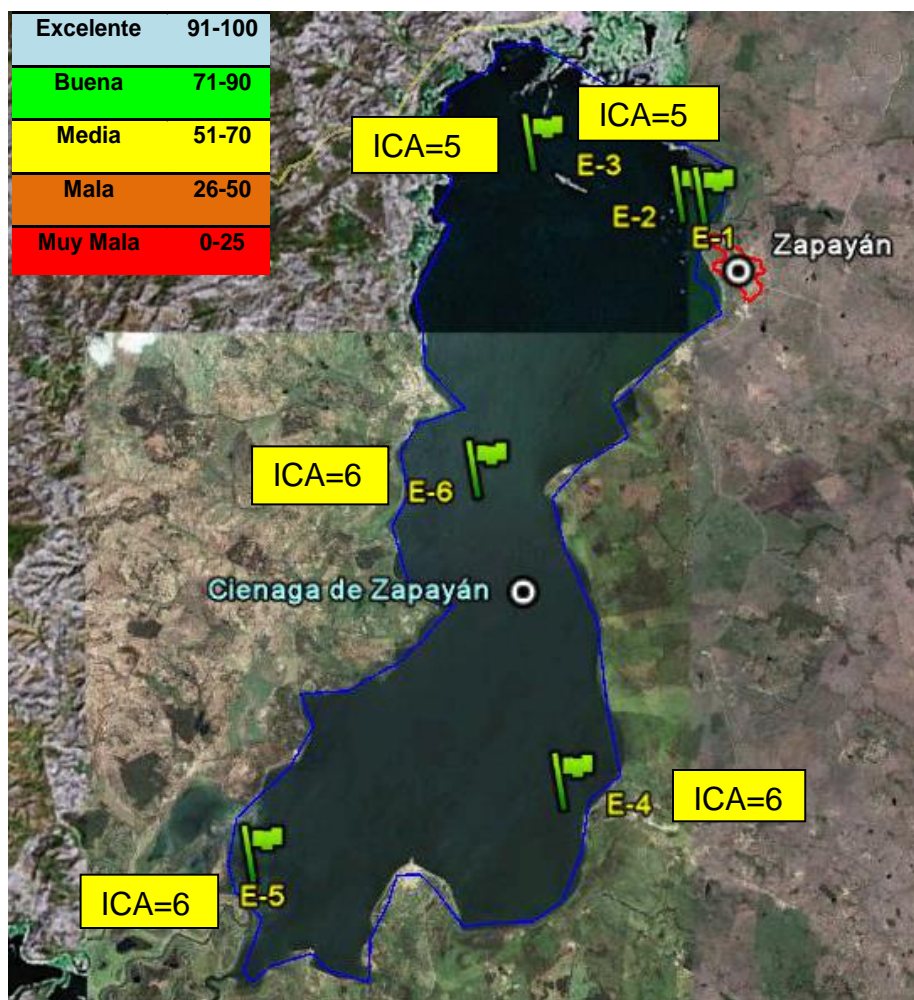 Excelente 91-100
Buena 71-90
Media 51-70
Mala 26-50
Muy Mala 0-25
ICA=5
ICA=5
E-3
E-2
E-1
Zapayán
ICA=6
E-6
Cienaga de Zapayán
E-4
ICA=6
E-5
ICA=6